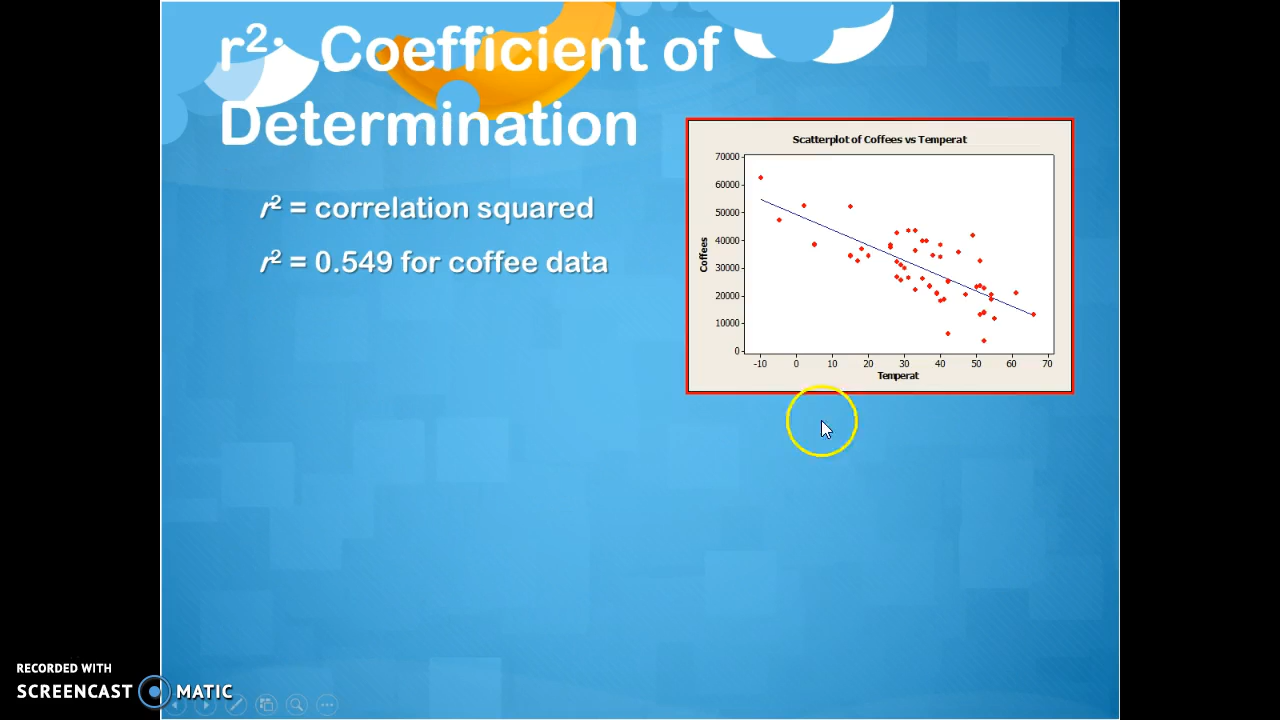 r²: Coefficient of
Determination
r² = correlation squared
r² = 0.549 for coffee data
Scatterplot of Coffees vs Temperat
70000
60000
50000
40000
30000
20000
10000
0
Coffees
-10 0 10 20 30 40 50 60 70
Temperat
RECORDED WITH
SCREENCAST MATIC